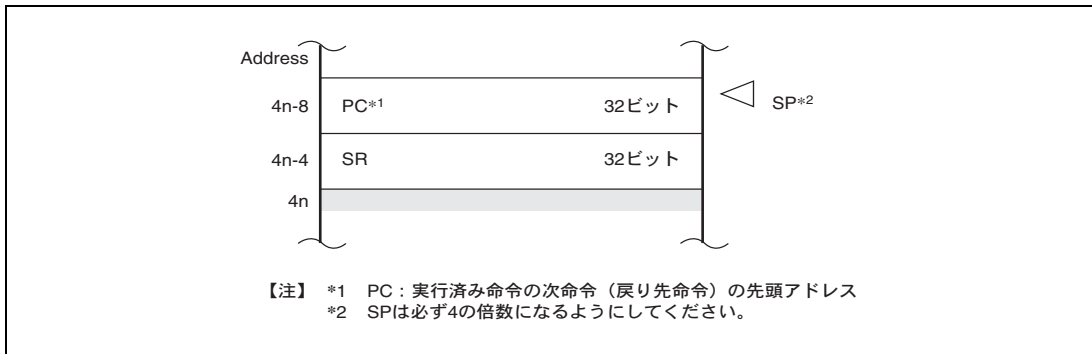 Address
4n-8 PC*1 32ビット SP*2
4n-4 SR 32ビット
4n
【注】 *1 PC：実行済み命令の次命令（戻り先命令）の先頭アドレス
*2 SPは必ず4の倍数になるようにしてください。